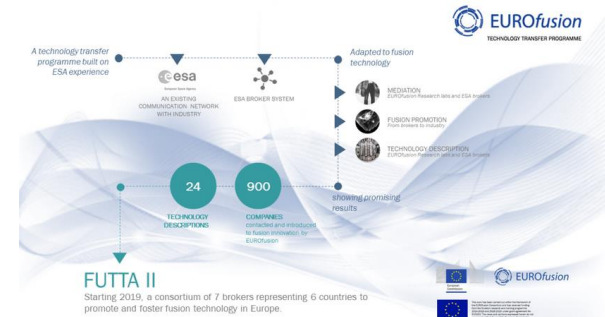 EUROfusion
TECHNOLOGY TRANSFER PROGRAMME
A technology transfer
programme built on
ESA experience
esa
AN EXISTING
COMMUNICATION NETWORK
WITH INDUSTRY
ESA BROKER SYSTEM
Adapted to fusion
technology
MEDIATION
EUROfusion Research labs and ESA brokers
FUSION PROMOTION
From brokers to industry
TECHNOLOGY DESCRIPTION
EUROfusion Research labs and ESA brokers
24
900
showing promising
results
TECHNOLOGY
DESCRIPTIONS
COMPANIES
contacted and introduced
to fusion innovation by
EUROfusion
FUTTA II
Starting 2019, a consortium of 7 brokers representing 6 countries to
promote and foster fusion technology in Europe.
European
Commission
EUROfusion